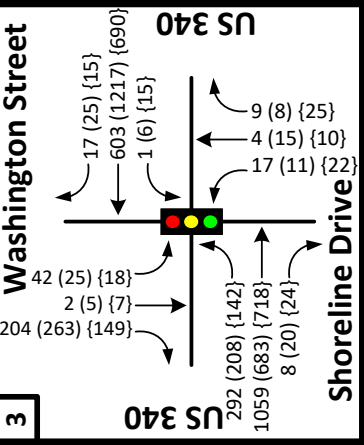 US 340
Washington Street
17 (25) {15}
603 (1217) {690}
1 (6) {15}
9 (8) {25}
4 (15) {10}
17 (11) {22}
42 (25) {18}
2 (5) {7}
204 (263) {149}
292 (208) {142}
1059 (683) {718}
8 (20) {24}
Shoreline Drive
US 340
3